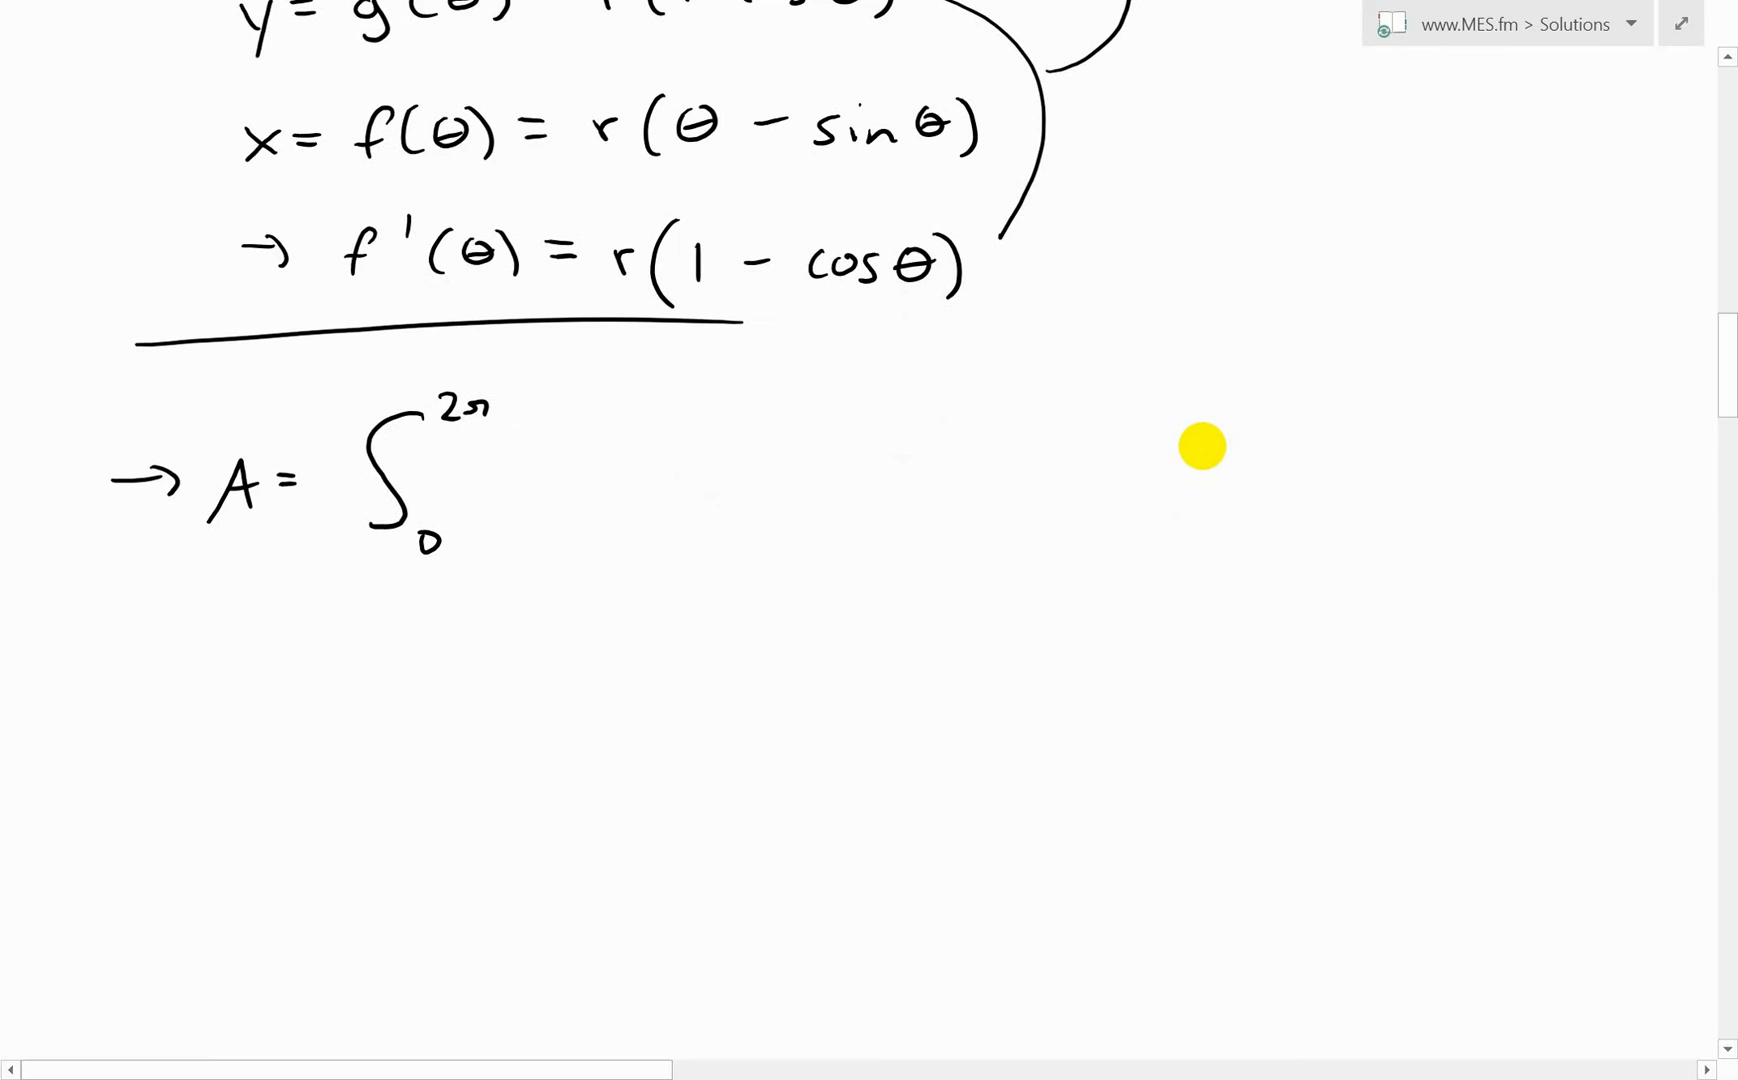 y = g(θ)
www.MES.fm > Solutions
x = f(θ) = r(θ - sinθ)
→ f'(θ) = r(1 - cosθ)
→ A = ∫₀^2π